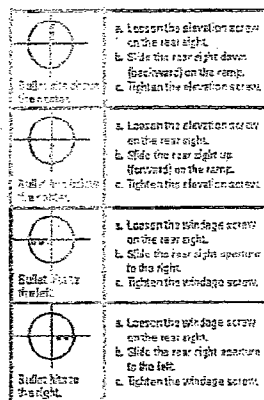 Bullet hits above
the center.
a. Loosen the elevation screw
on the rear sight.
b. Slide the rear sight down
(backward) on the ramp.
c. Tighten the elevation screw.
Bullet hits below
the center.
a. Loosen the elevation screw
on the rear sight.
b. Slide the rear sight up
(forward) on the ramp.
c. Tighten the elevation screw.
Bullet hits to
the left.
a. Loosen the windage screw
on the rear sight.
b. Slide the rear sight aperture
to the right.
c. Tighten the windage screw.
Bullet hits to
the right.
a. Loosen the windage screw
on the rear sight.
b. Slide the rear sight aperture
to the left.
c. Tighten the windage screw.